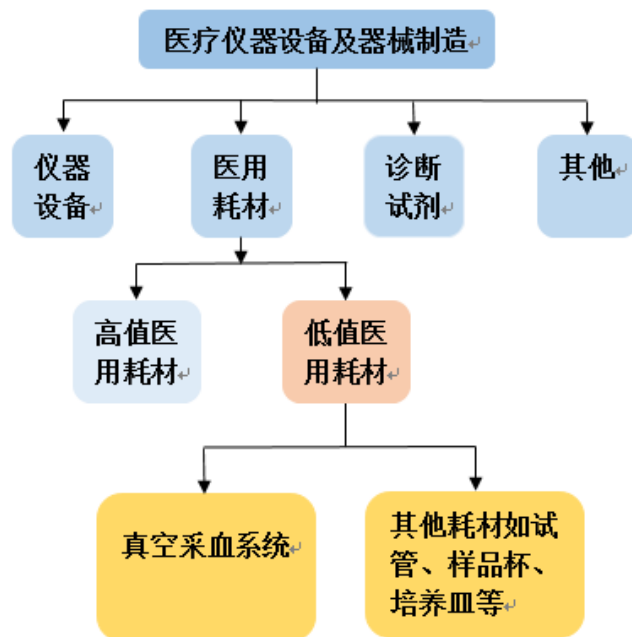 医疗仪器设备及器械制造
仪器
设备
医用
耗材
诊断
试剂
其他
高值医
用耗材
低值医
用耗材
真空采血系统
其他耗材如试
管、样品杯、
培养皿等